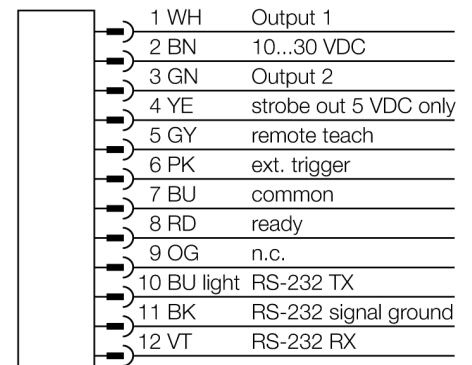 1 WH Output 1
2 BN 10...30 VDC
3 GN Output 2
4 YE strobe out 5 VDC only
5 GY remote teach
6 PK ext. trigger
7 BU common
8 RD ready
9 OG n.c.
10 BU light RS-232 TX
11 BK RS-232 signal ground
12 VT RS-232 RX